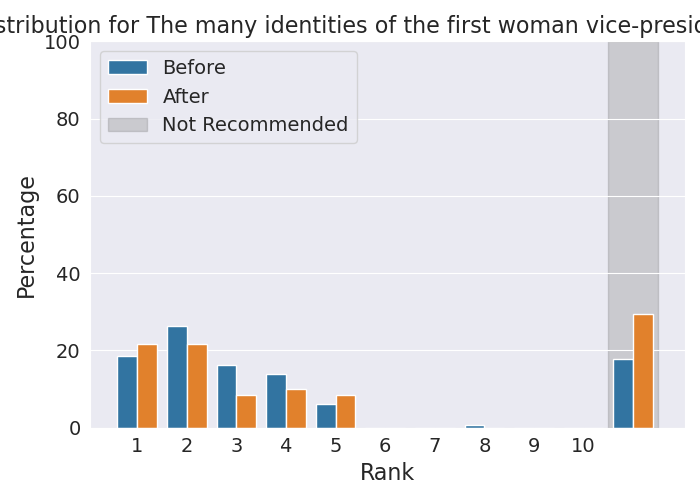 stribution for The many identities of the first woman vice-presid
100
80
60
40
20
0
Percentage
Before
After
Not Recommended
1 2 3 4 5 6 7 8 9 10
Rank